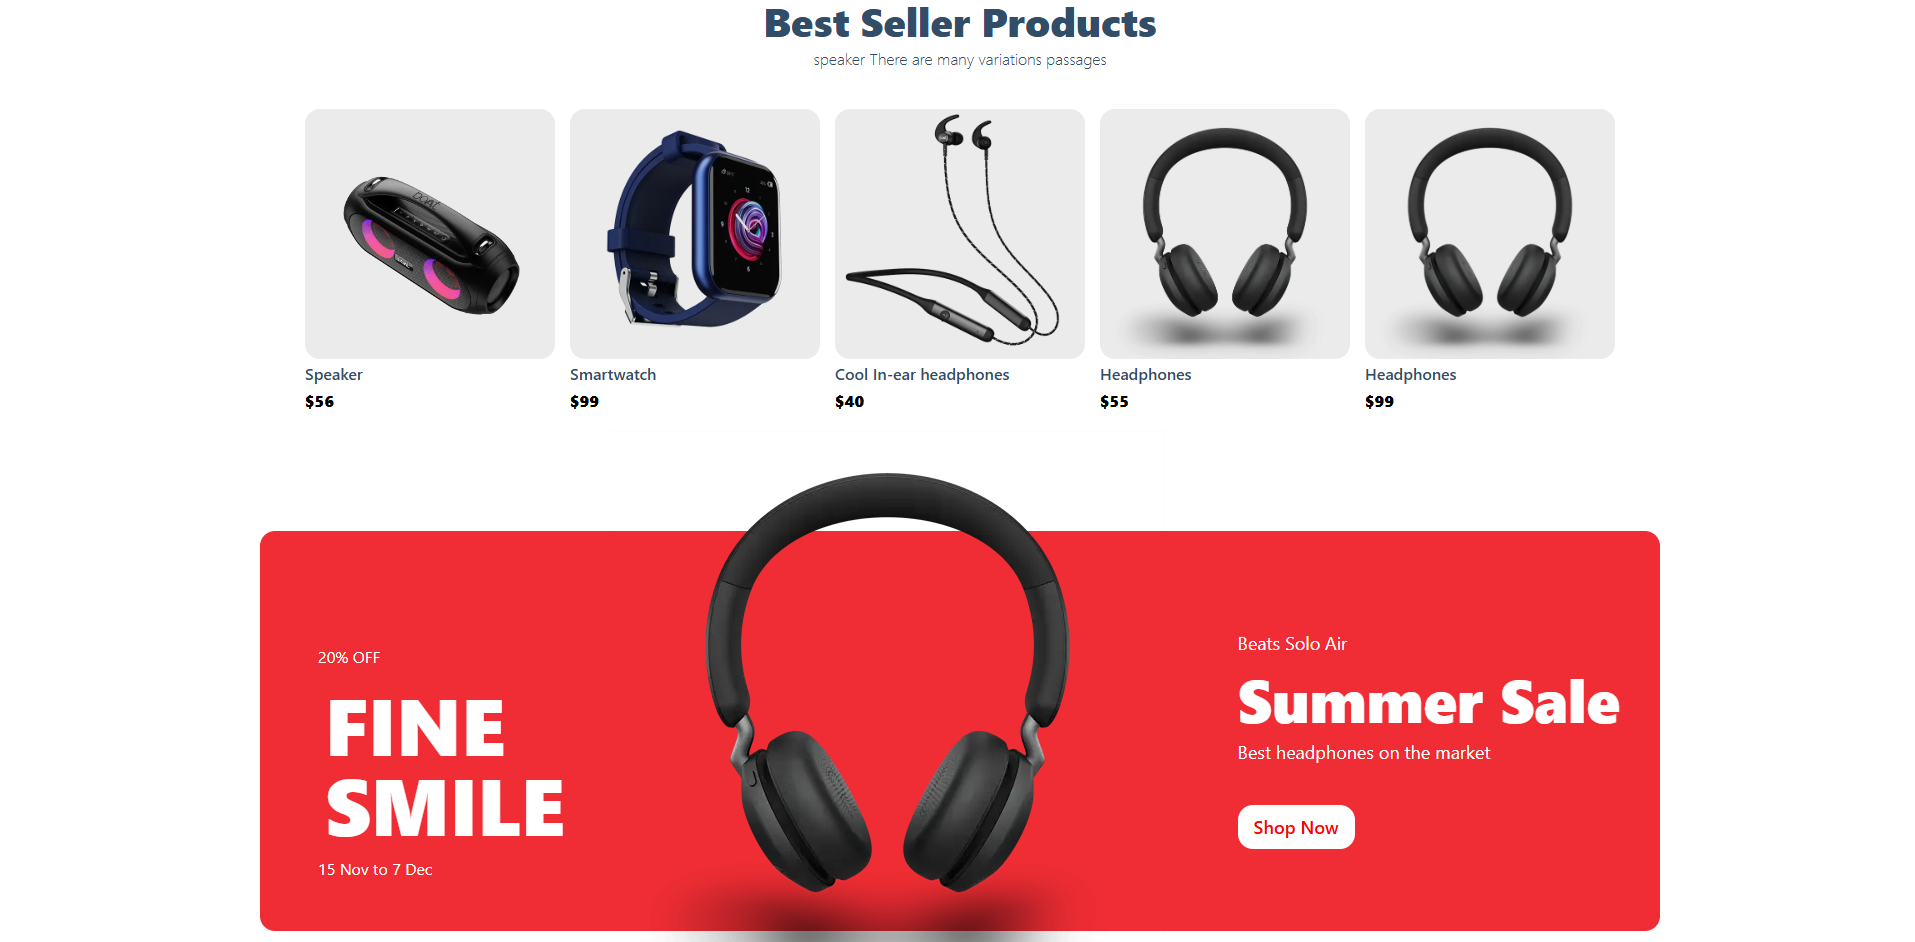 Best Seller Products
speaker There are many variations passages
Speaker
$56
Smartwatch
$99
Cool In-ear headphones
$40
Headphones
$55
Headphones
$99
20% OFF
FINE
SMILE
15 Nov to 7 Dec
Beats Solo Air
Summer Sale
Best headphones on the market
Shop Now